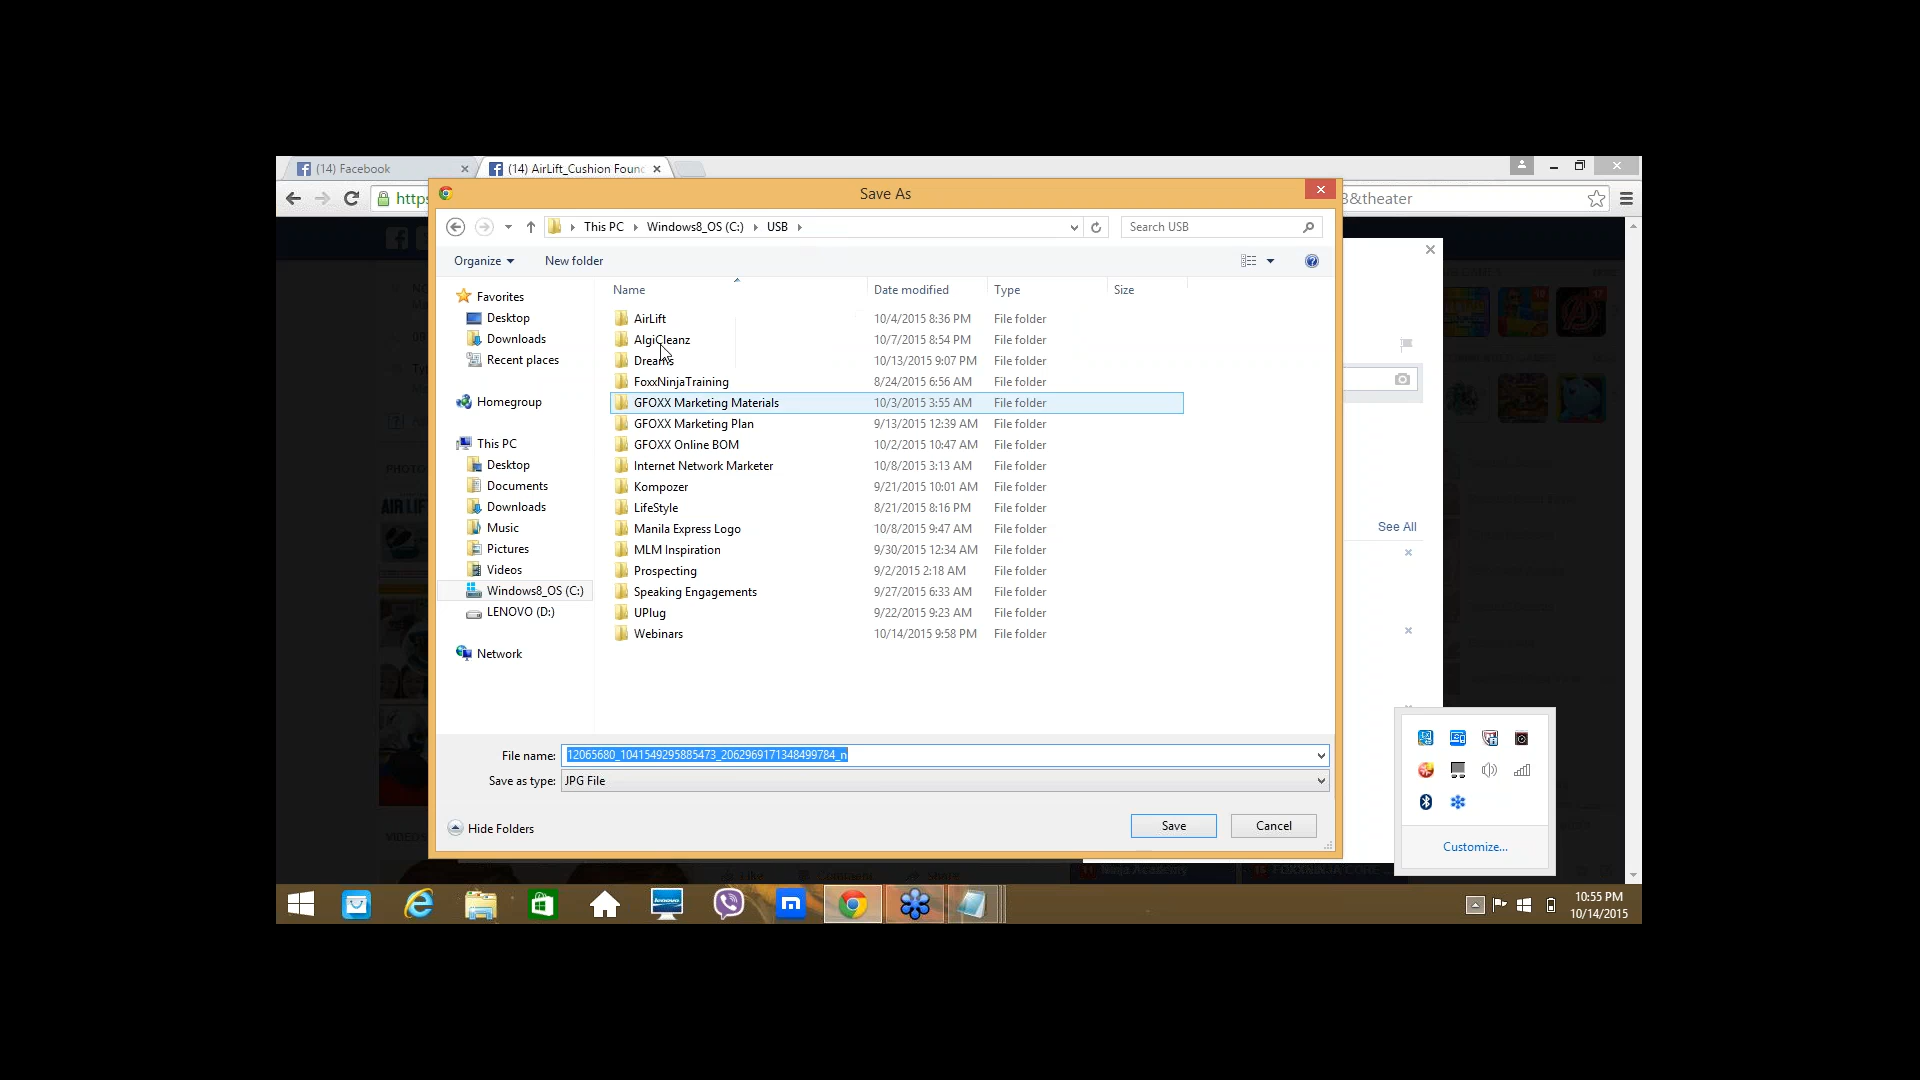 (14) Facebook
(14) AirLift_Cushion Foun
https
3&theater
Save As
This PC
Windows8_OS (C:)
USB
Search USB
Organize
New folder
Name
Date modified
Type
Size
Favorites
Desktop
Downloads
Recent places
Homegroup
This PC
Desktop
Documents
Downloads
Music
Pictures
Videos
Windows8_OS (C:)
LENOVO (D:)
Network
AirLift 10/4/2015 8:36 PM File folder
AlgiCleanz 10/7/2015 8:54 PM File folder
Dreams 10/13/2015 9:07 PM File folder
FoxxNinjaTraining 8/24/2015 6:56 AM File folder
GFOXX Marketing Materials 10/3/2015 3:55 AM File folder
GFOXX Marketing Plan 9/13/2015 12:39 AM File folder
GFOXX Online BOM 10/2/2015 10:47 AM File folder
Internet Network Marketer 10/8/2015 3:13 AM File folder
Kompozer 9/21/2015 10:01 AM File folder
LifeStyle 8/21/2015 8:16 PM File folder
Manila Express Logo 10/8/2015 9:47 AM File folder
MLM Inspiration 9/30/2015 12:34 AM File folder
Prospecting 9/2/2015 2:18 AM File folder
Speaking Engagements 9/27/2015 6:33 AM File folder
UPlug 9/22/2015 9:23 AM File folder
Webinars 10/14/2015 9:58 PM File folder
File name: 12065680_1041549295885473_2062969171348499784_n
Save as type: JPG File
Hide Folders
Save
Cancel
See All
AIR LIF
Like
Comment
Share
Ninja Academy
Customize...
10:55 PM
10/14/2015